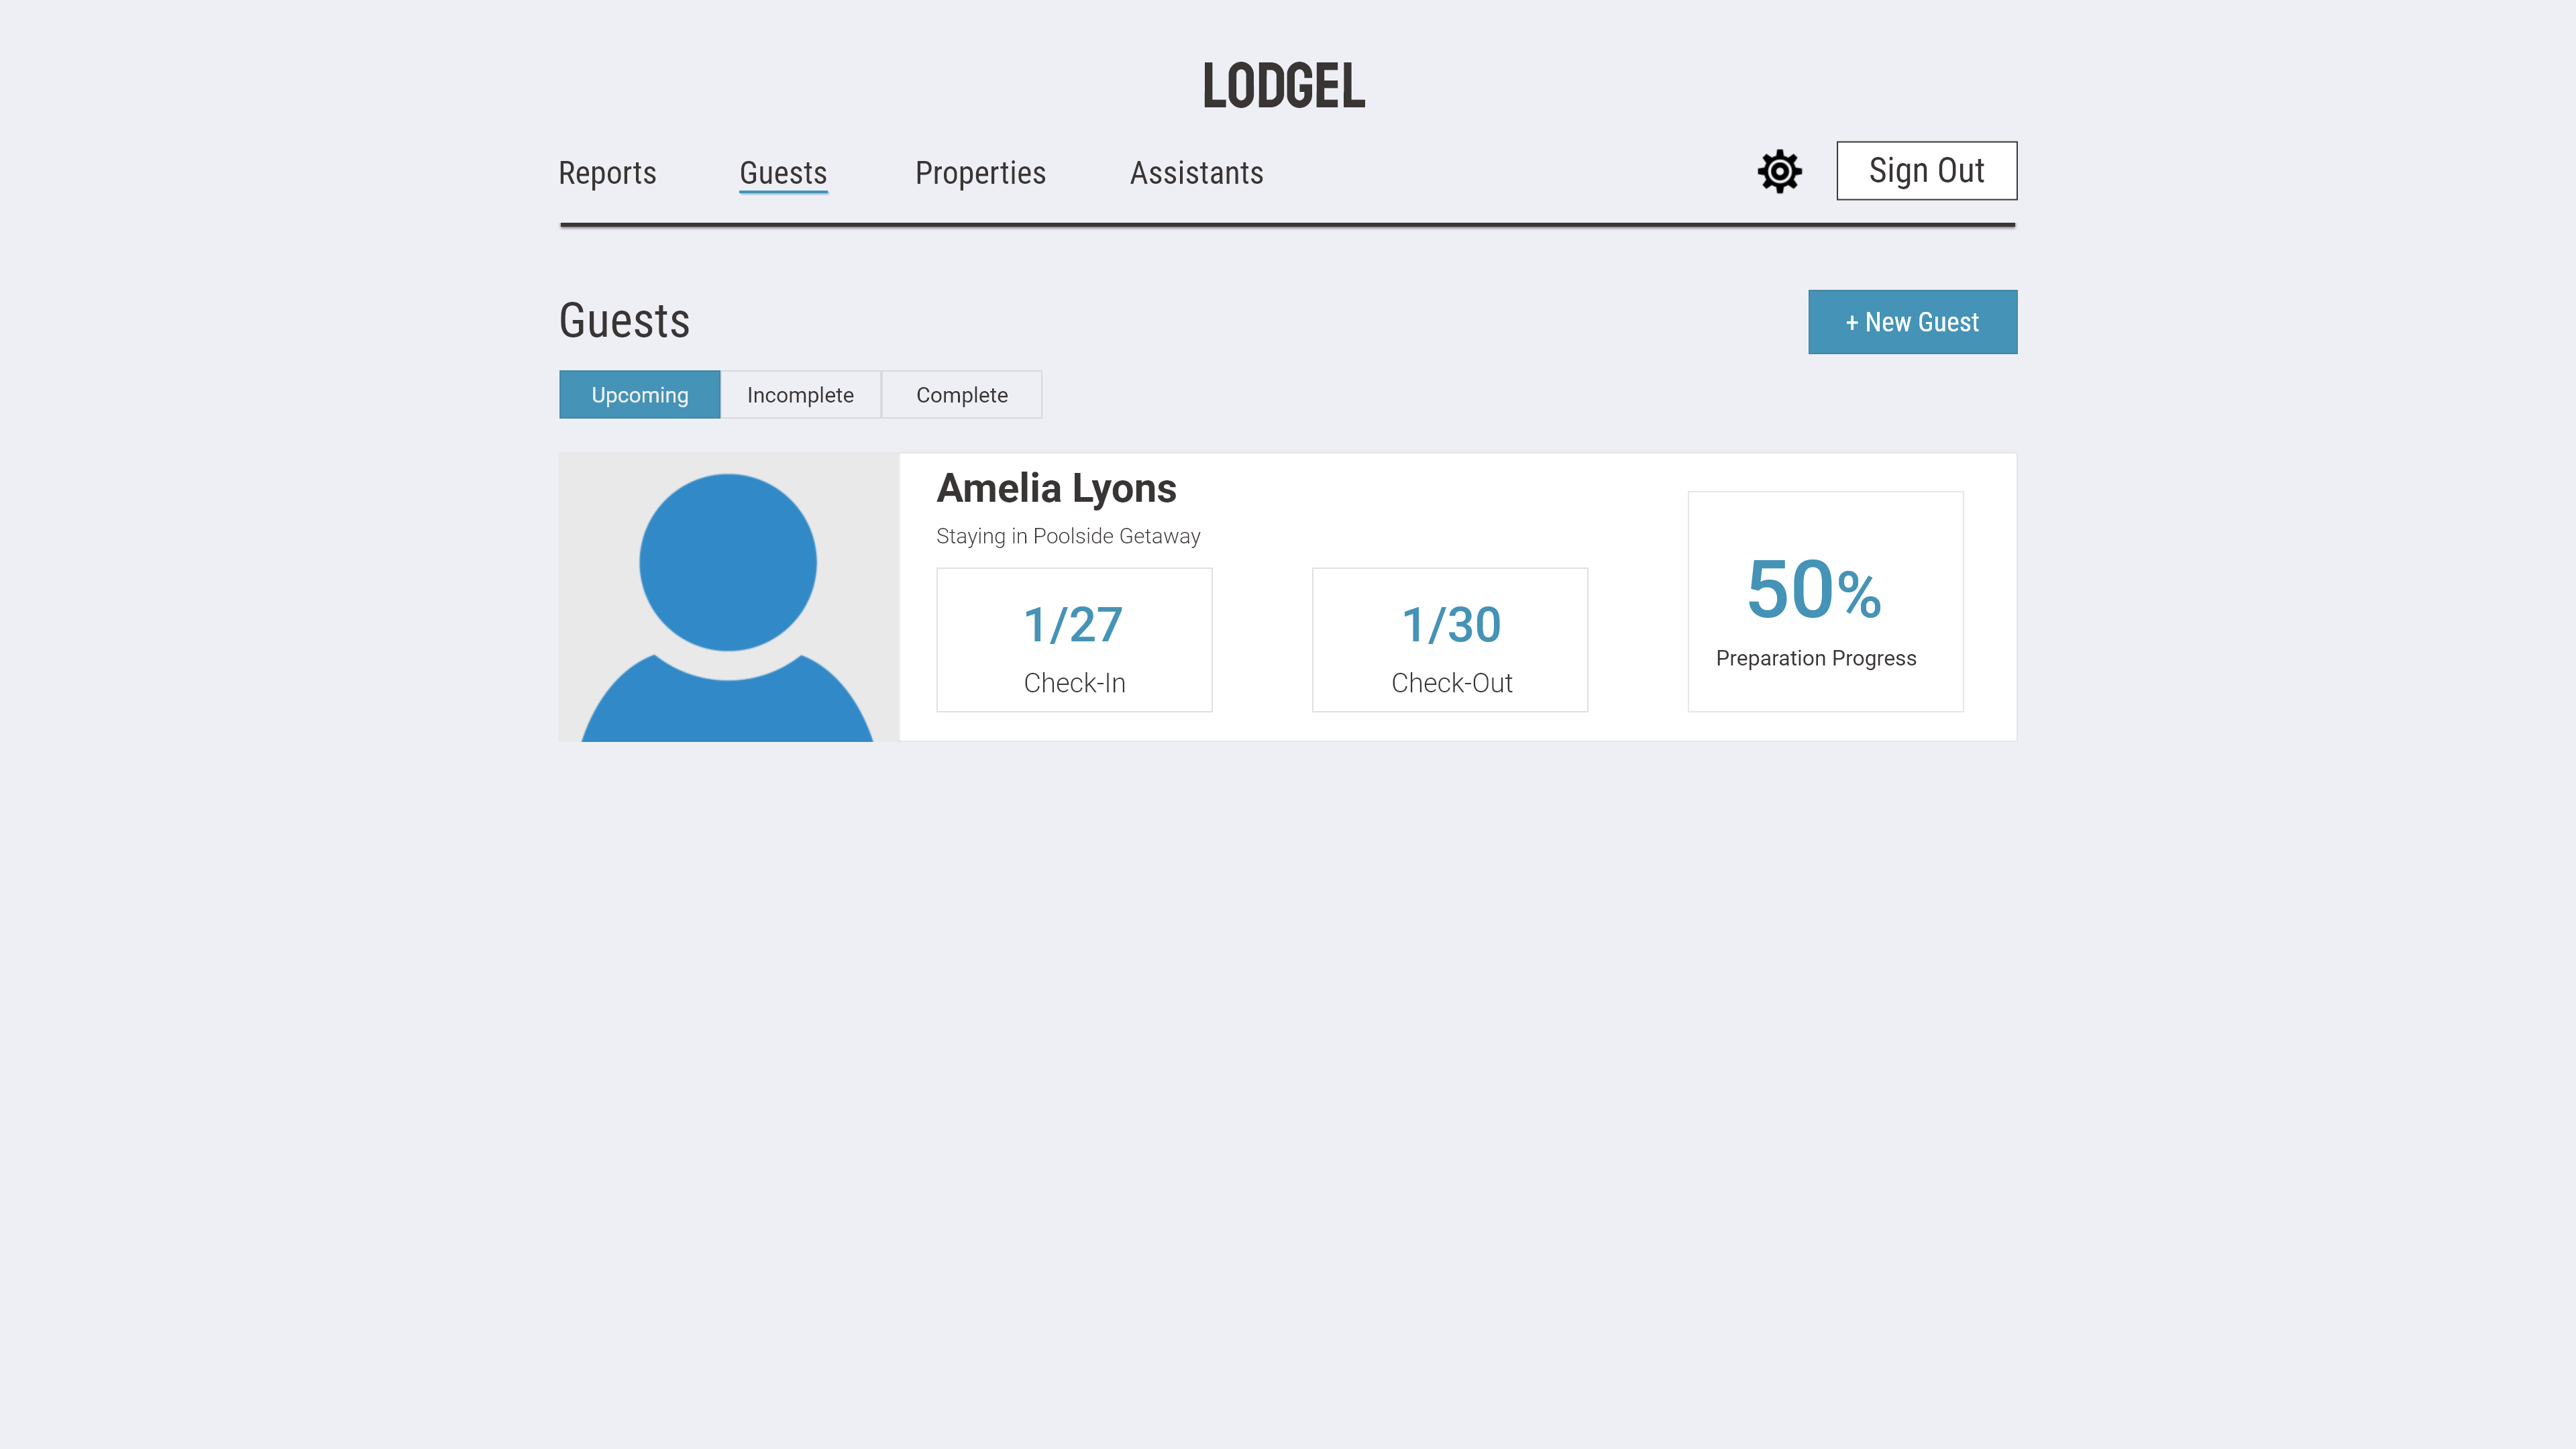 LODGEL
Reports Guests Properties Assistants Sign Out
Guests
+ New Guest
Upcoming Incomplete Complete
Amelia Lyons
Staying in Poolside Getaway
1/27
Check-In
1/30
Check-Out
50%
Preparation Progress